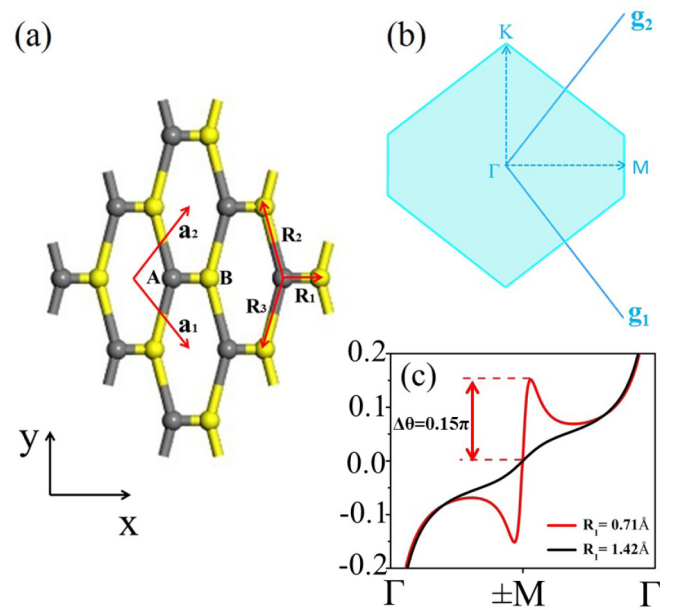 (a)
a₂
A
B
R₂
R₁
R₃
a₁
y
x
(b)
K
g₂
Γ
M
g₁
(c)
0.2
0.1
0.0
-0.1
-0.2
Δθ=0.15π
R₁= 0.71Å
R₁= 1.42Å
Γ ±M Γ